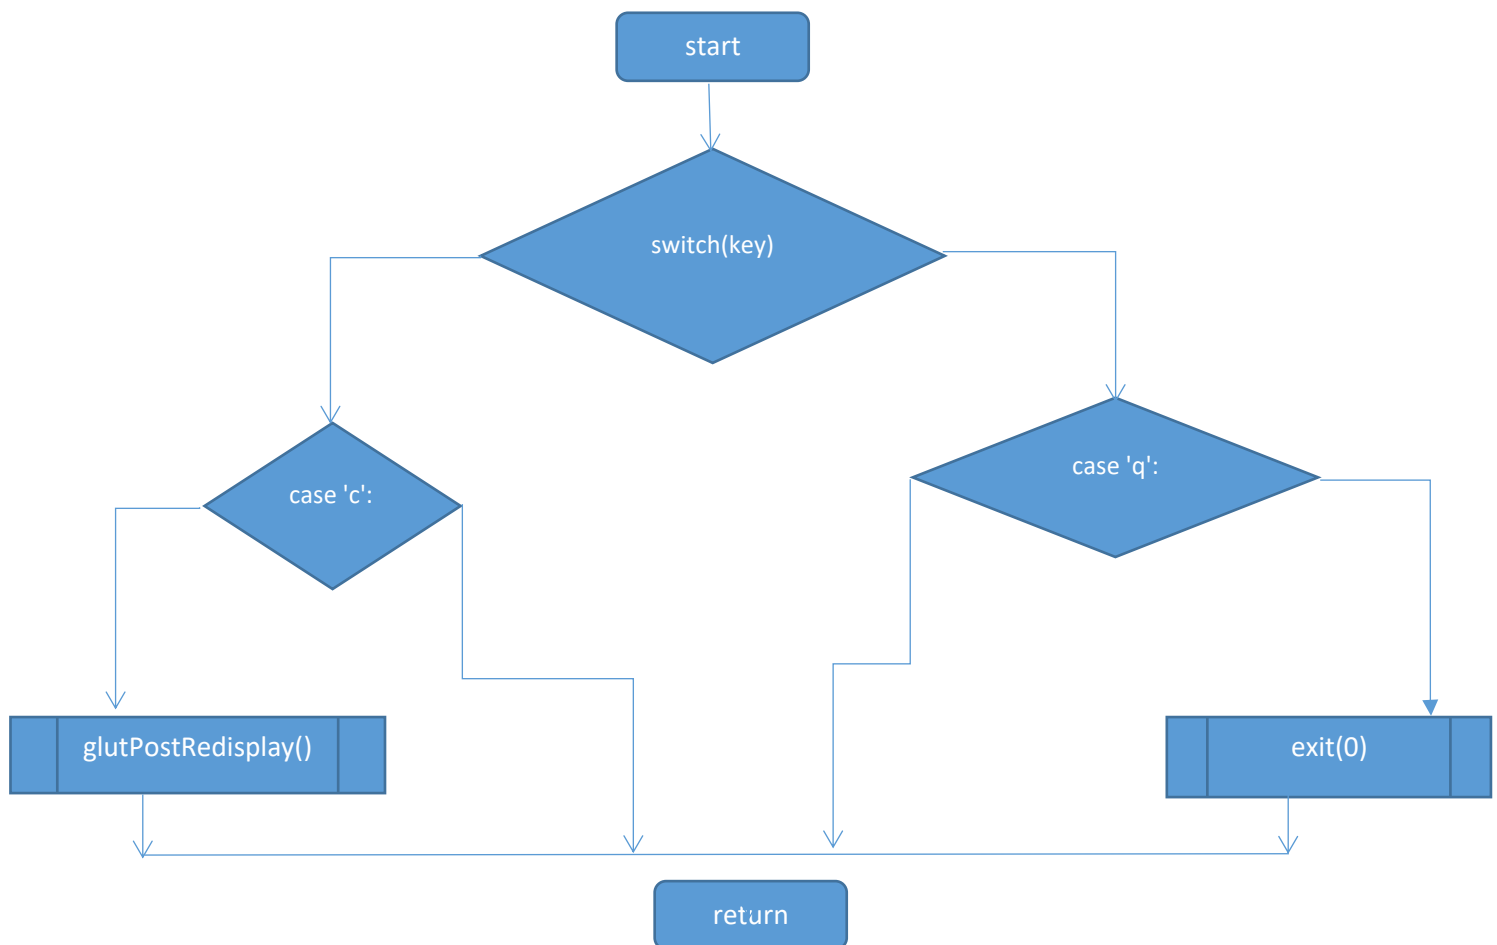 start
switch(key)
case 'c':
case 'q':
glutPostRedisplay()
exit(0)
return